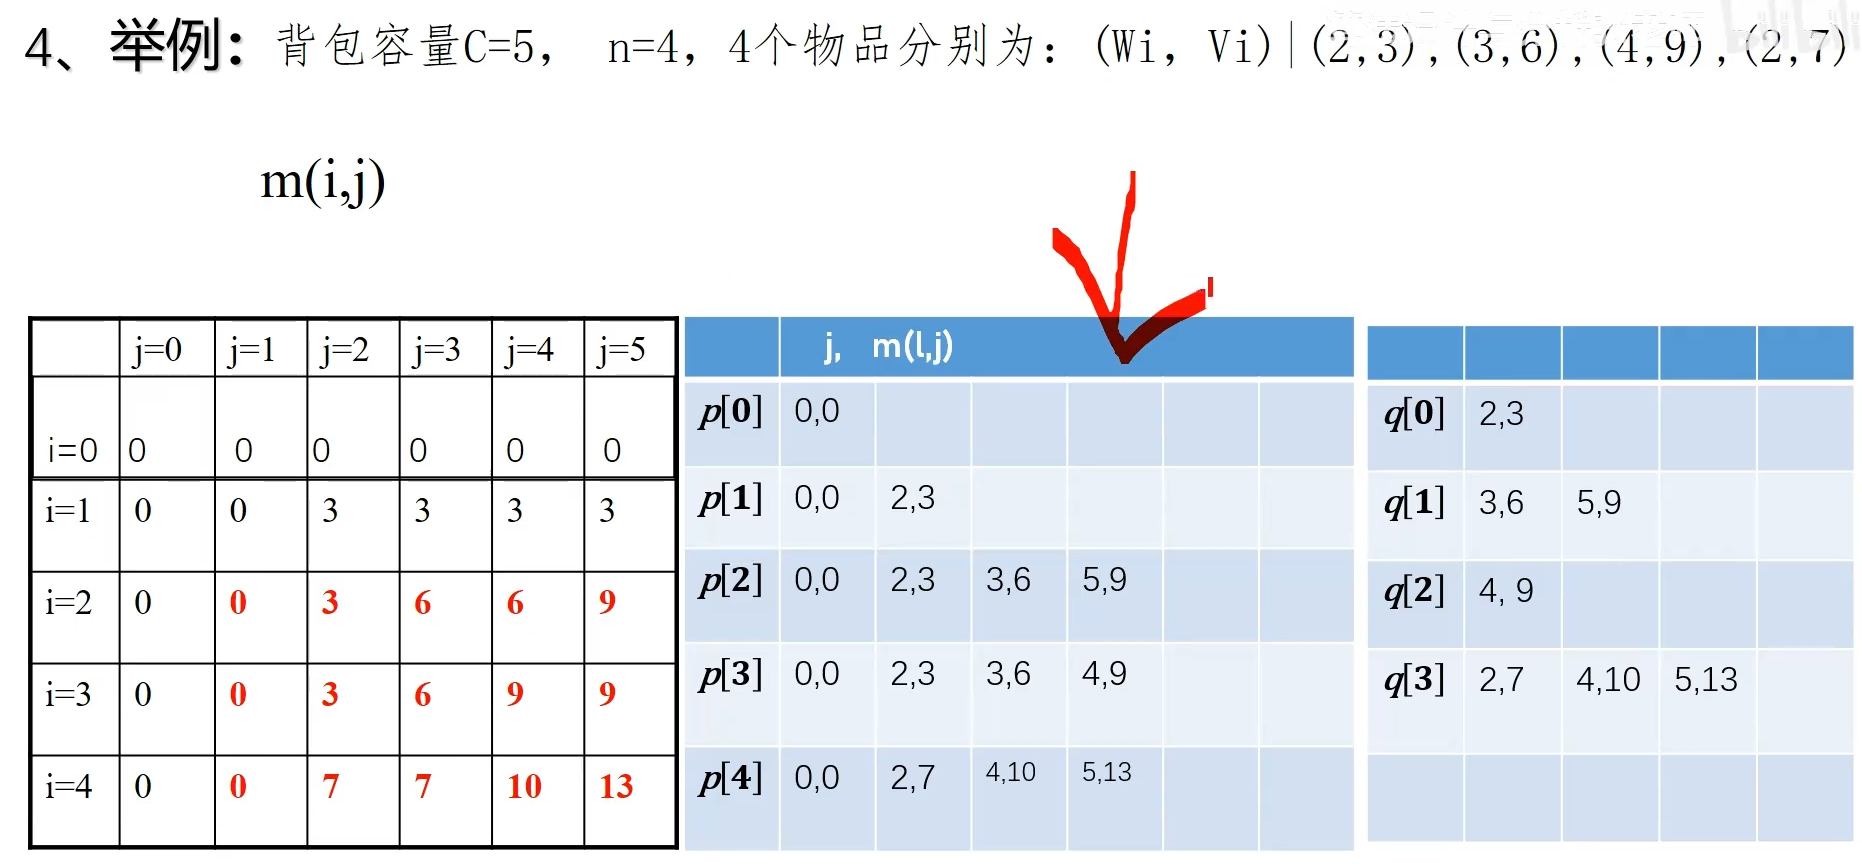 4、举例：背包容量C=5， n=4，4个物品分别为：(Wi，Vi)|(2,3),(3,6),(4,9),(2,7)
m(i,j)
j=0 j=1 j=2 j=3 j=4 j=5
i=0 0 0 0 0 0 0
i=1 0 0 3 3 3 3
i=2 0 0 3 6 6 9
i=3 0 0 3 6 9 9
i=4 0 0 7 7 10 13
j, m(l,j)
p[0] 0,0
p[1] 0,0 2,3
p[2] 0,0 2,3 3,6 5,9
p[3] 0,0 2,3 3,6 4,9
p[4] 0,0 2,7 4,10 5,13
q[0] 2,3
q[1] 3,6 5,9
q[2] 4, 9
q[3] 2,7 4,10 5,13